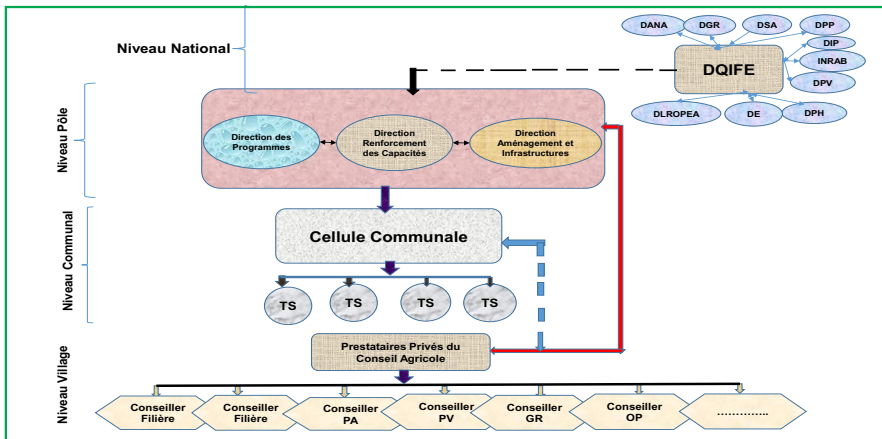 Niveau National
DANA
DGR
DSA
DPP
DIP
INRAB
DPV
DQIFE
DLROPEA
DE
DPH
Niveau Pôle
Direction des
Programmes
Direction
Renforcement
des Capacités
Direction
Aménagement et
Infrastructures
Niveau Communal
Cellule Communale
TS
TS
TS
TS
Niveau Village
Prestataires Privés du
Conseil Agricole
Conseiller
Filière
Conseiller
Filière
Conseiller
PA
Conseiller
PV
Conseiller
GR
Conseiller
OP
…………..